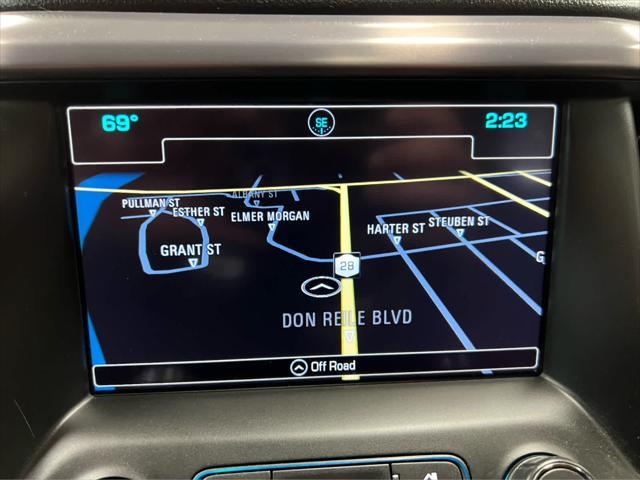 69° SE 2:23
ALBANY ST
PULLMAN ST
ESTHER ST
ELMER MORGAN
STEUBEN ST
HARTER ST
GRANT ST
G
28
DON REILE BLVD
Off Road